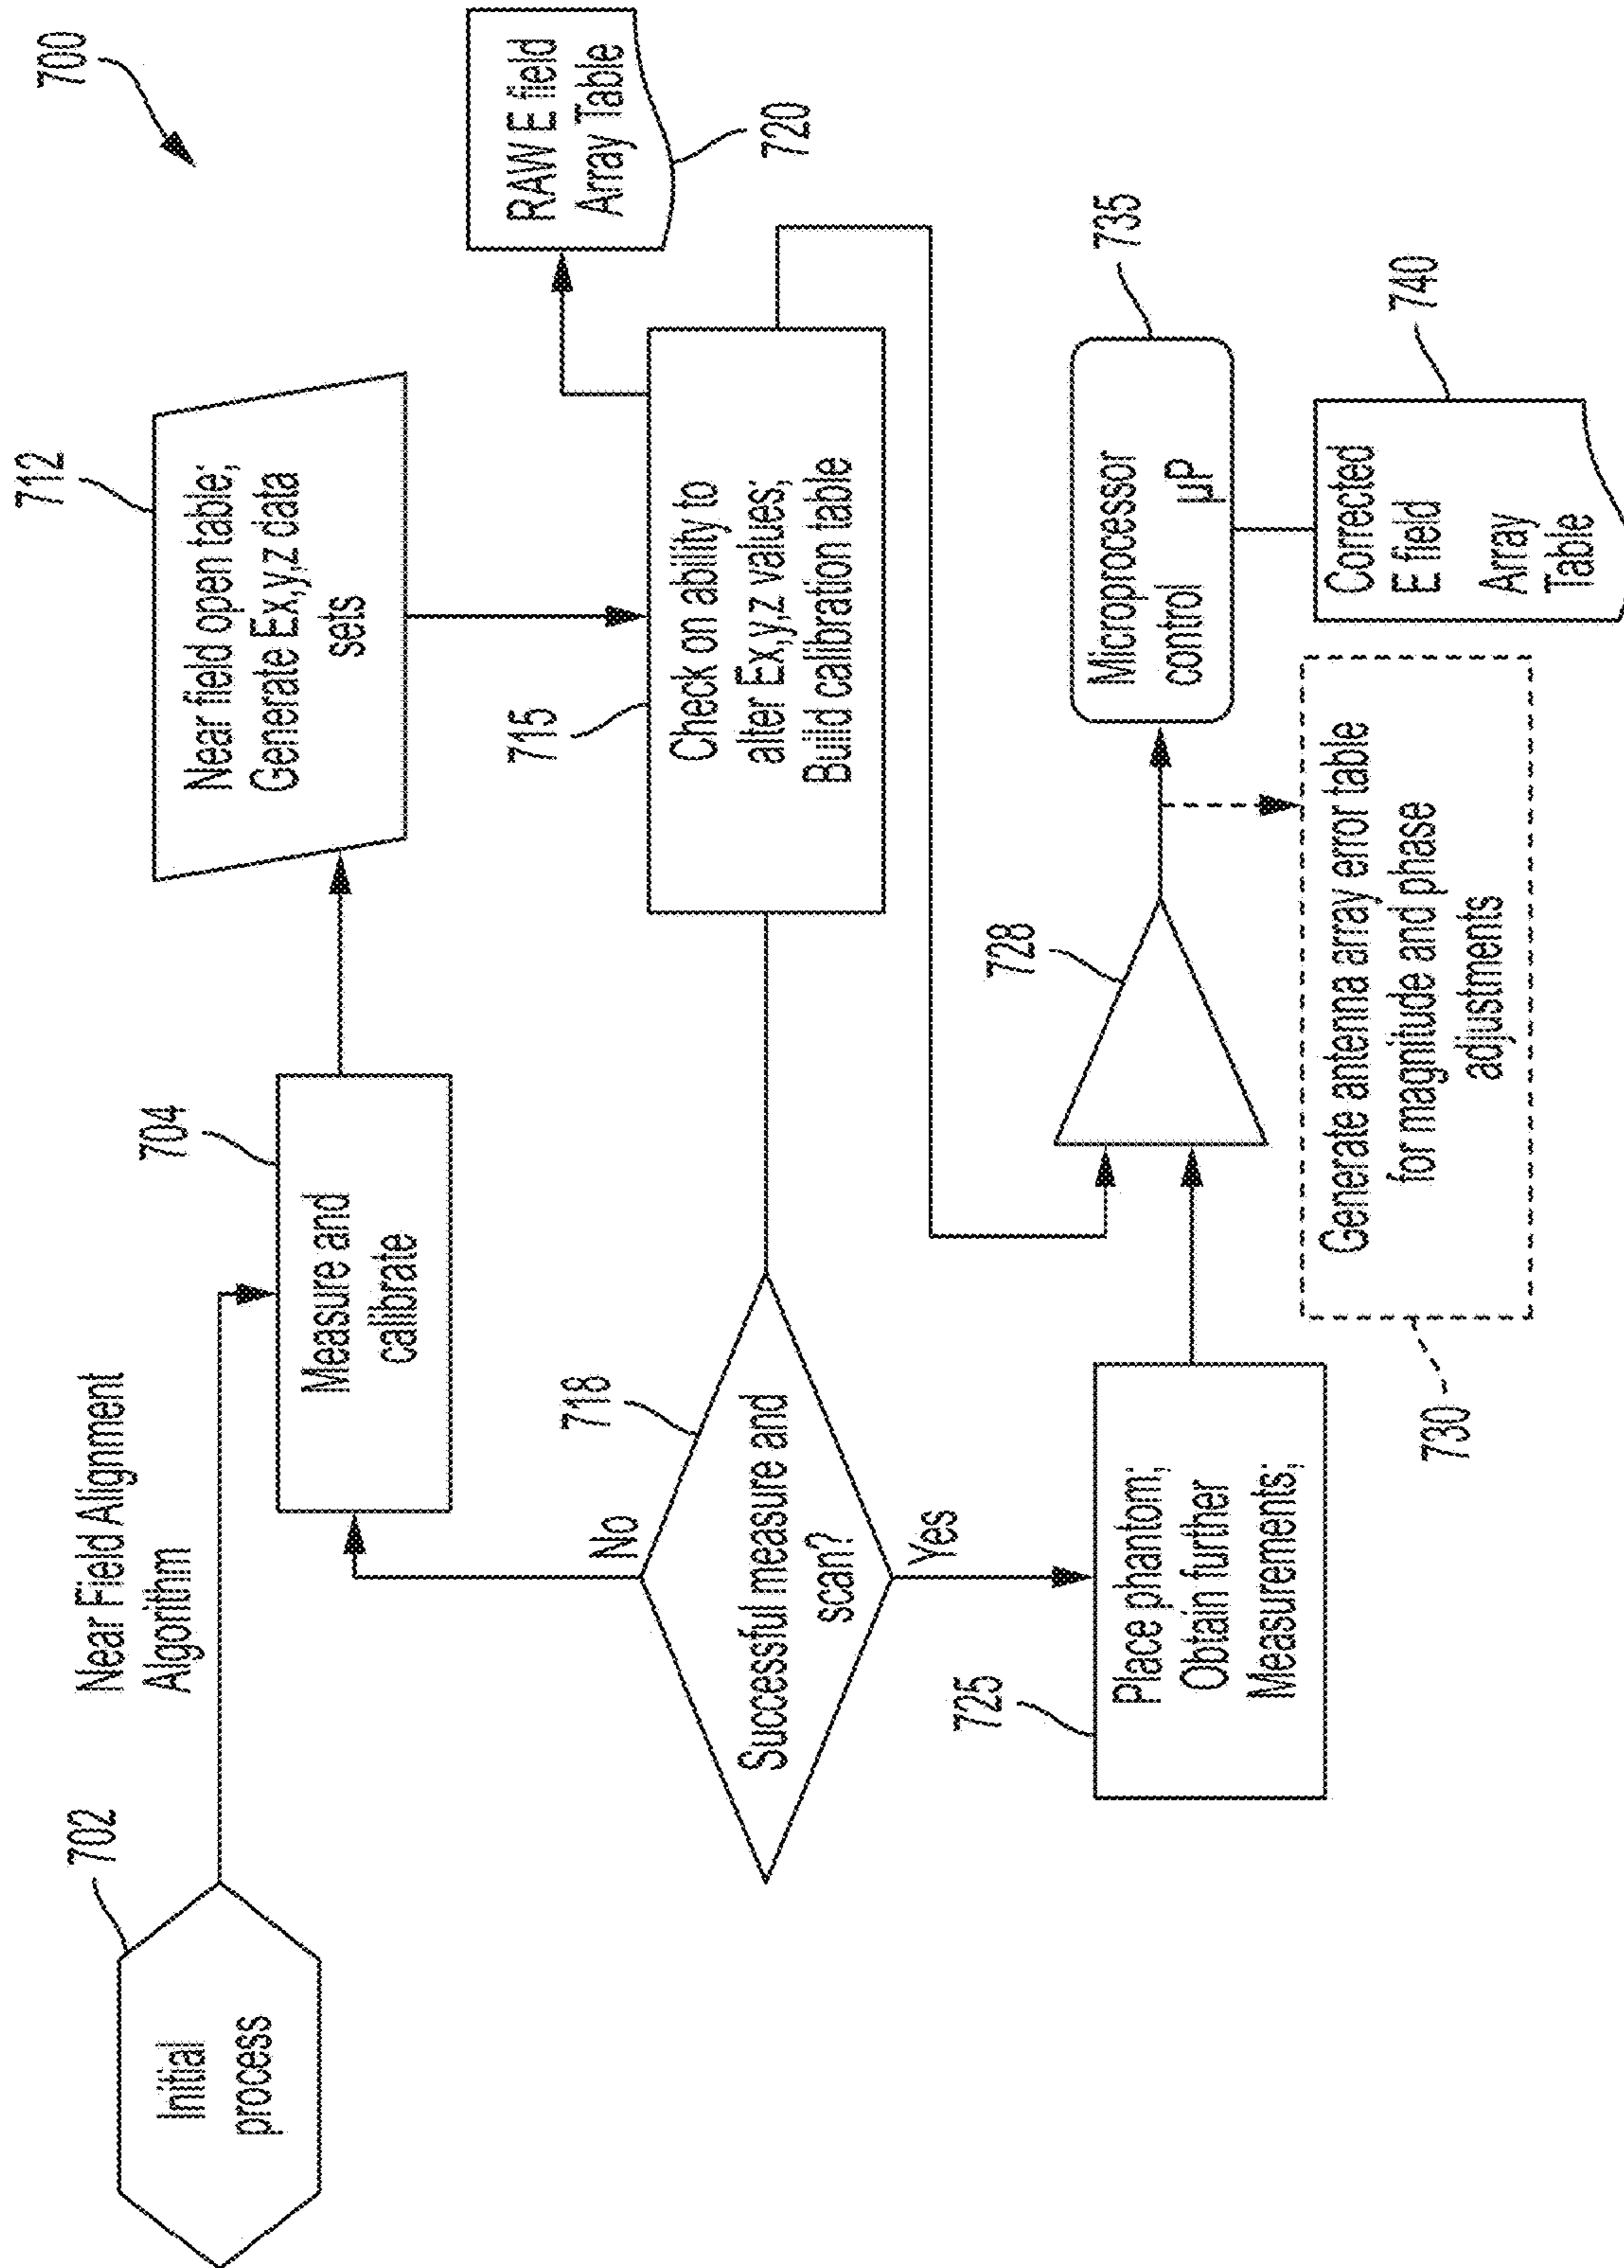 700
702
Initial
process
Near Field Alignment
Algorithm
704
Measure and
calibrate
712
Near field open table;
Generate Ex,y,z data
sets
715
Check on ability to
alter Ex,y,z values;
Build calibration table
RAW E field
Array Table
720
718
Successful measure and
scan?
No
Yes
725
Place phantom;
Obtain further
Measurements;
728
730
Generate antenna array error table
for magnitude and phase
adjustments
735
Microprocessor
control µP
740
Corrected
E field
Array
Table